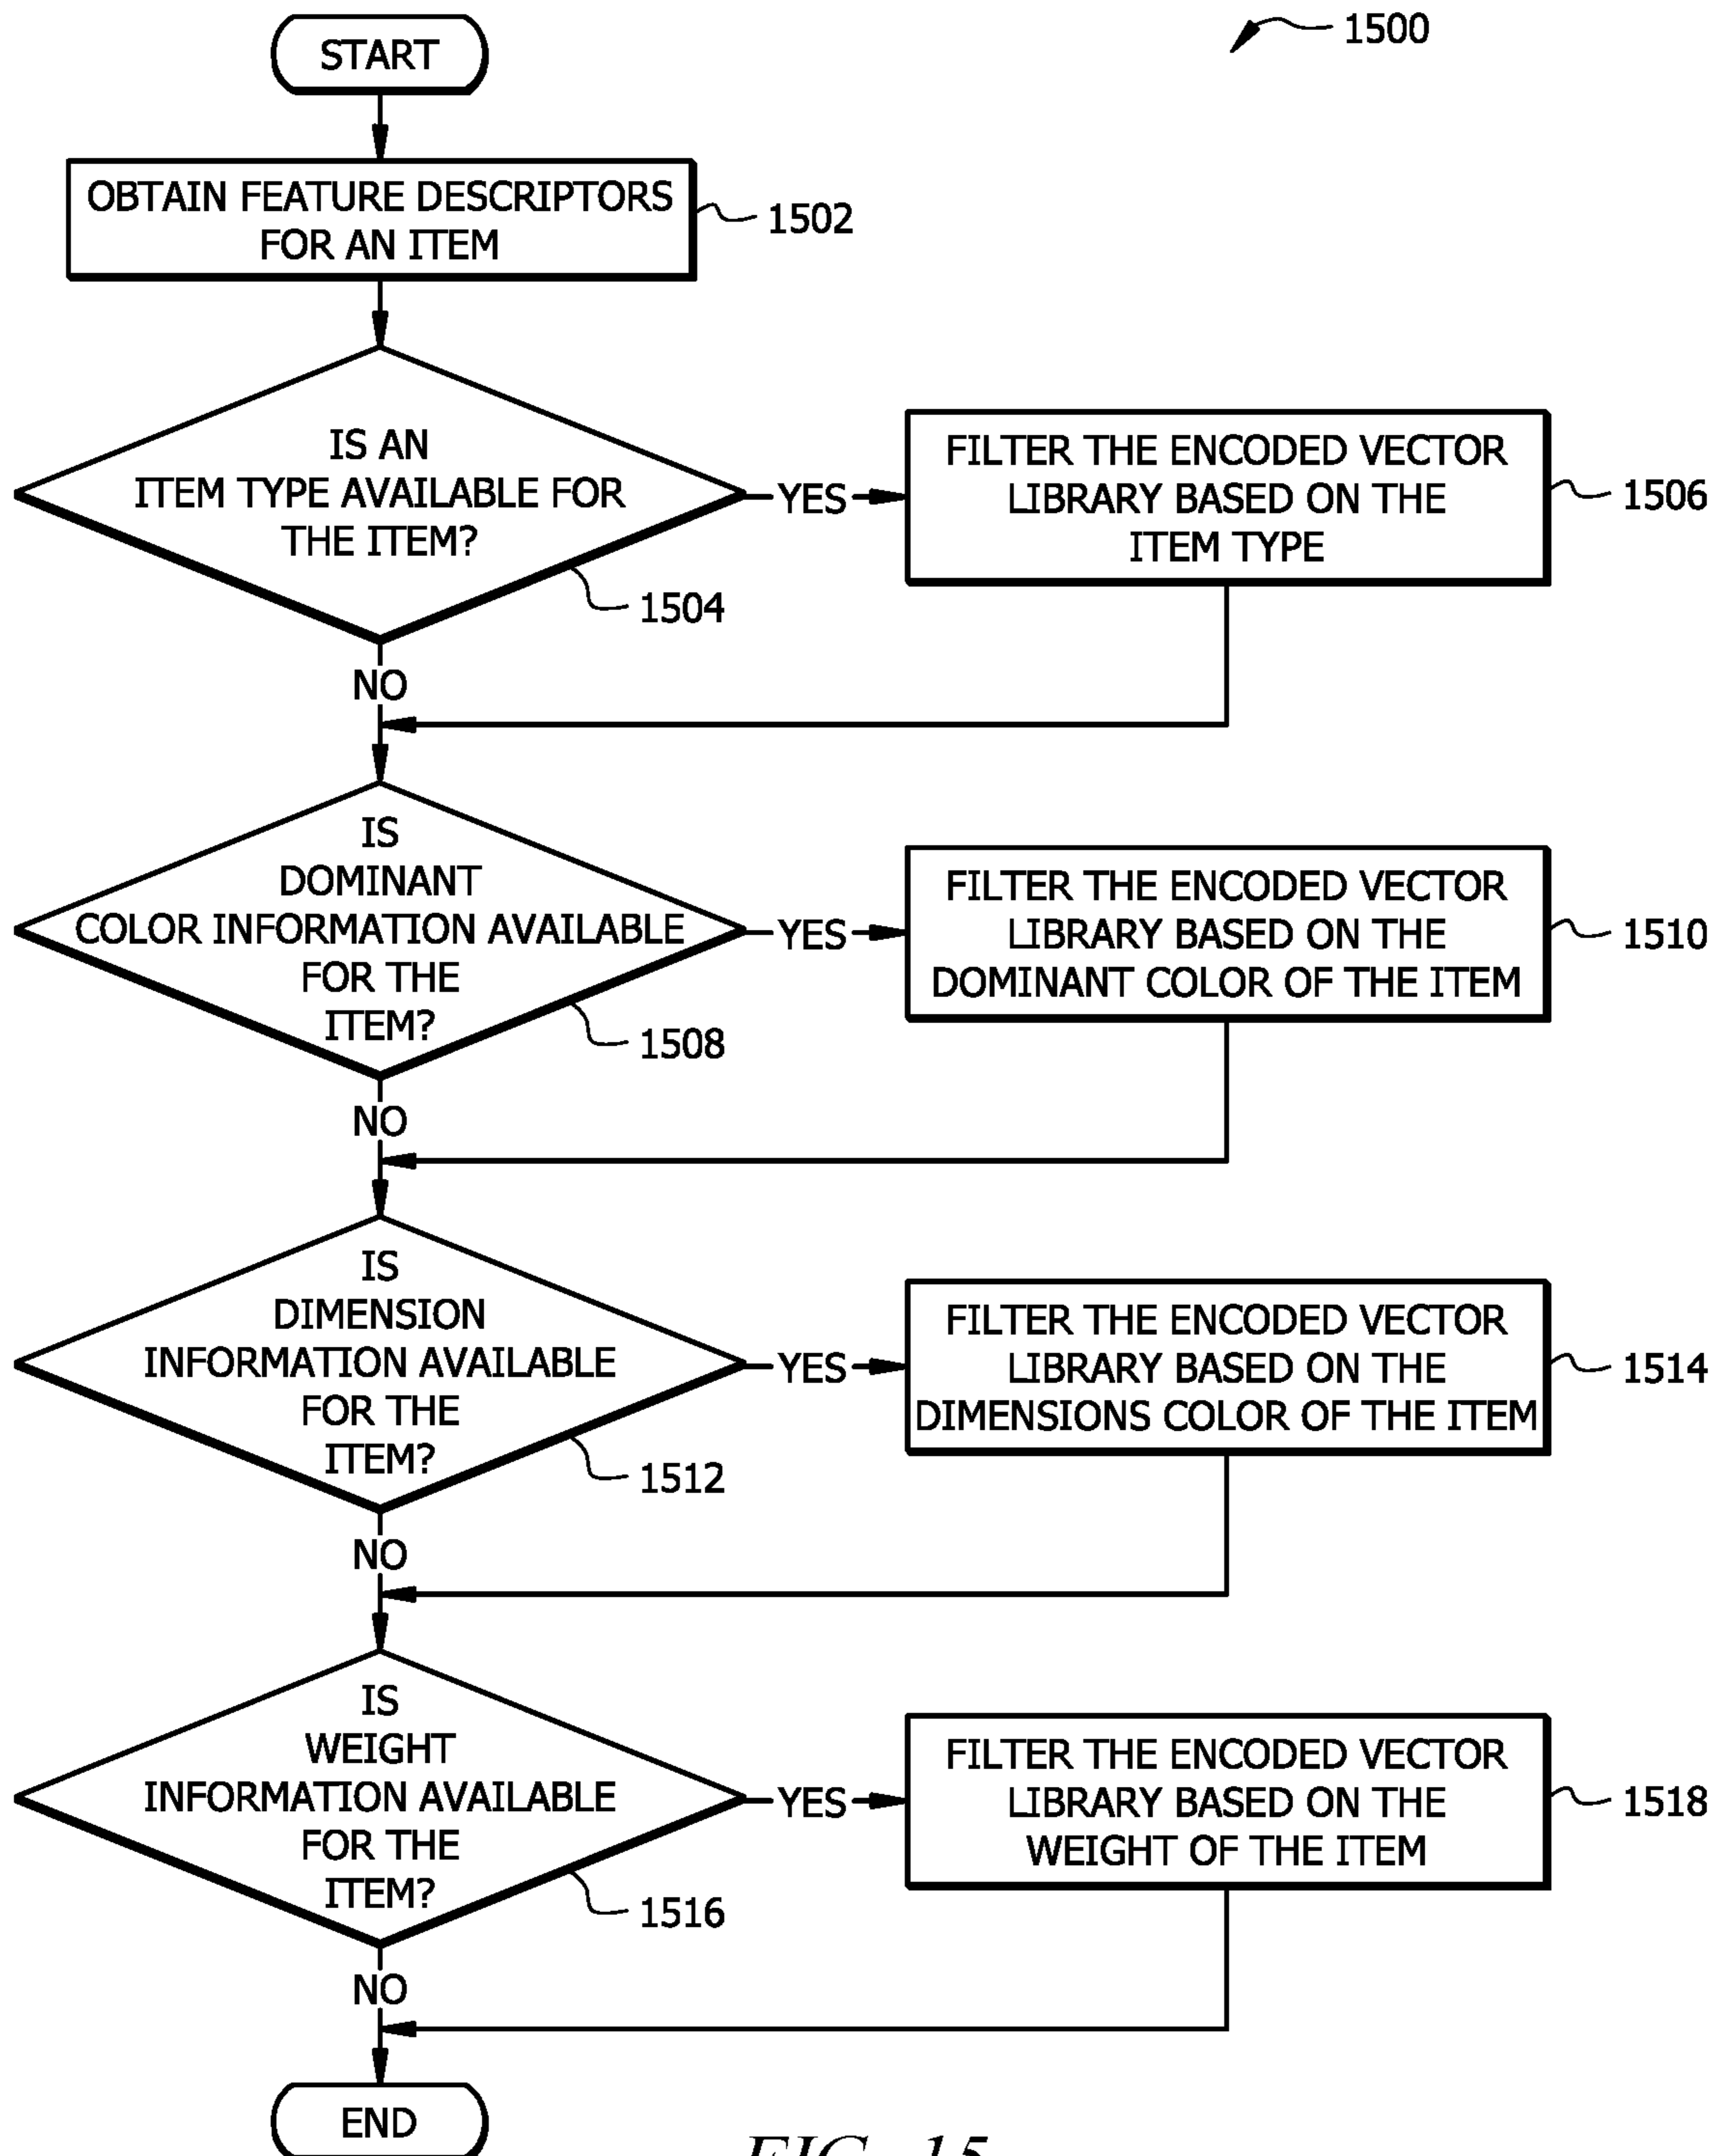 START
1500
OBTAIN FEATURE DESCRIPTORS
FOR AN ITEM
1502
IS AN
ITEM TYPE AVAILABLE FOR
THE ITEM?
1504
YES
FILTER THE ENCODED VECTOR
LIBRARY BASED ON THE
ITEM TYPE
1506
NO
IS
DOMINANT
COLOR INFORMATION AVAILABLE
FOR THE
ITEM?
1508
YES
FILTER THE ENCODED VECTOR
LIBRARY BASED ON THE
DOMINANT COLOR OF THE ITEM
1510
NO
IS
DIMENSION
INFORMATION AVAILABLE
FOR THE
ITEM?
1512
YES
FILTER THE ENCODED VECTOR
LIBRARY BASED ON THE
DIMENSIONS COLOR OF THE ITEM
1514
NO
IS
WEIGHT
INFORMATION AVAILABLE
FOR THE
ITEM?
1516
YES
FILTER THE ENCODED VECTOR
LIBRARY BASED ON THE
WEIGHT OF THE ITEM
1518
NO
END
FIG. 15